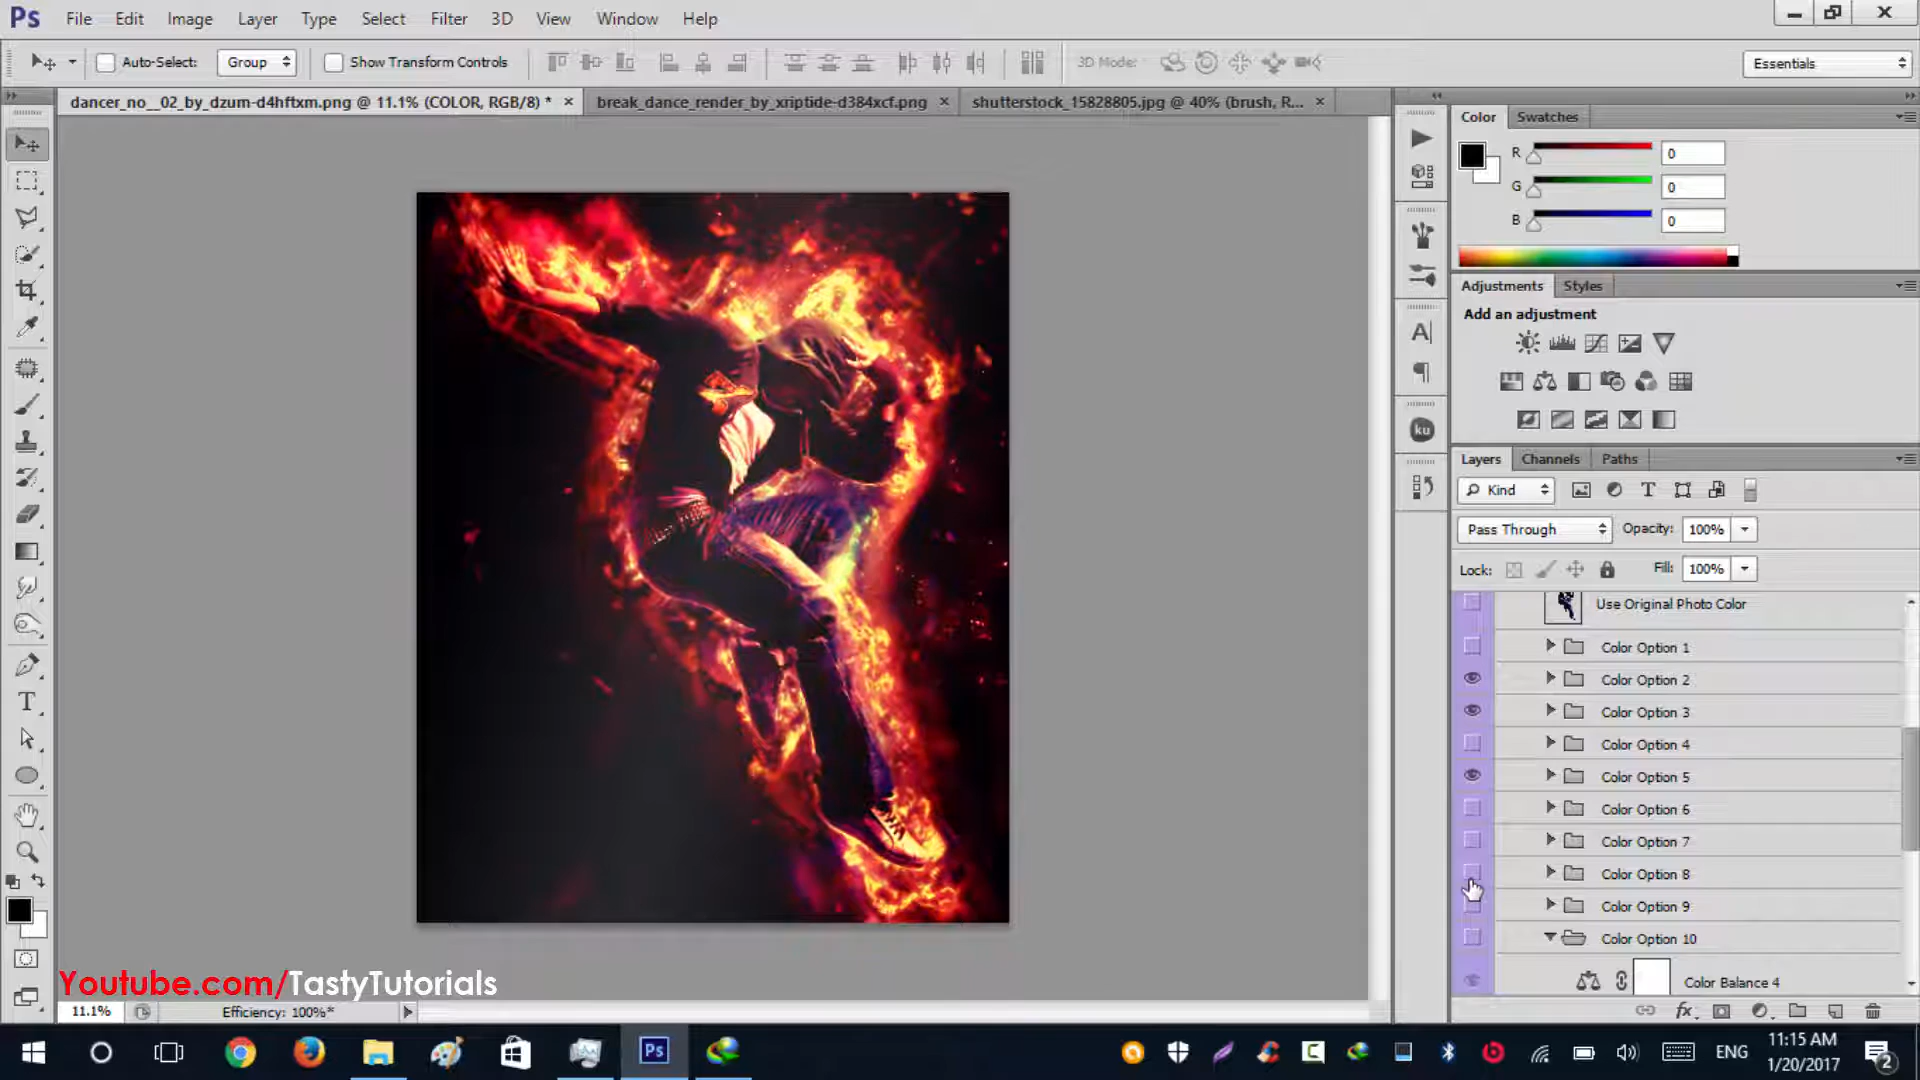 Ps File Edit Image Layer Type Select Filter 3D View Window Help
Auto-Select: Group Show Transform Controls 3D Mode: Essentials
dancer_no__02_by_dzum-d4hftxm.png @ 11.1% (COLOR, RGB/8) * × break_dance_render_by_xriptide-d384xcf.png × shutterstock_15828805.jpg @ 40% (brush, R... ×
Color Swatches
R 0
G 0
B 0
Adjustments Styles
Add an adjustment
Layers Channels Paths
Kind
Pass Through Opacity: 100%
Lock: Fill: 100%
Use Original Photo Color
Color Option 1
Color Option 2
Color Option 3
Color Option 4
Color Option 5
Color Option 6
Color Option 7
Color Option 8
Color Option 9
Color Option 10
Color Balance 4
ku
Youtube.com/TastyTutorials
11.1% Efficiency: 100%*
Ps ENG 11:15 AM
1/20/2017
2